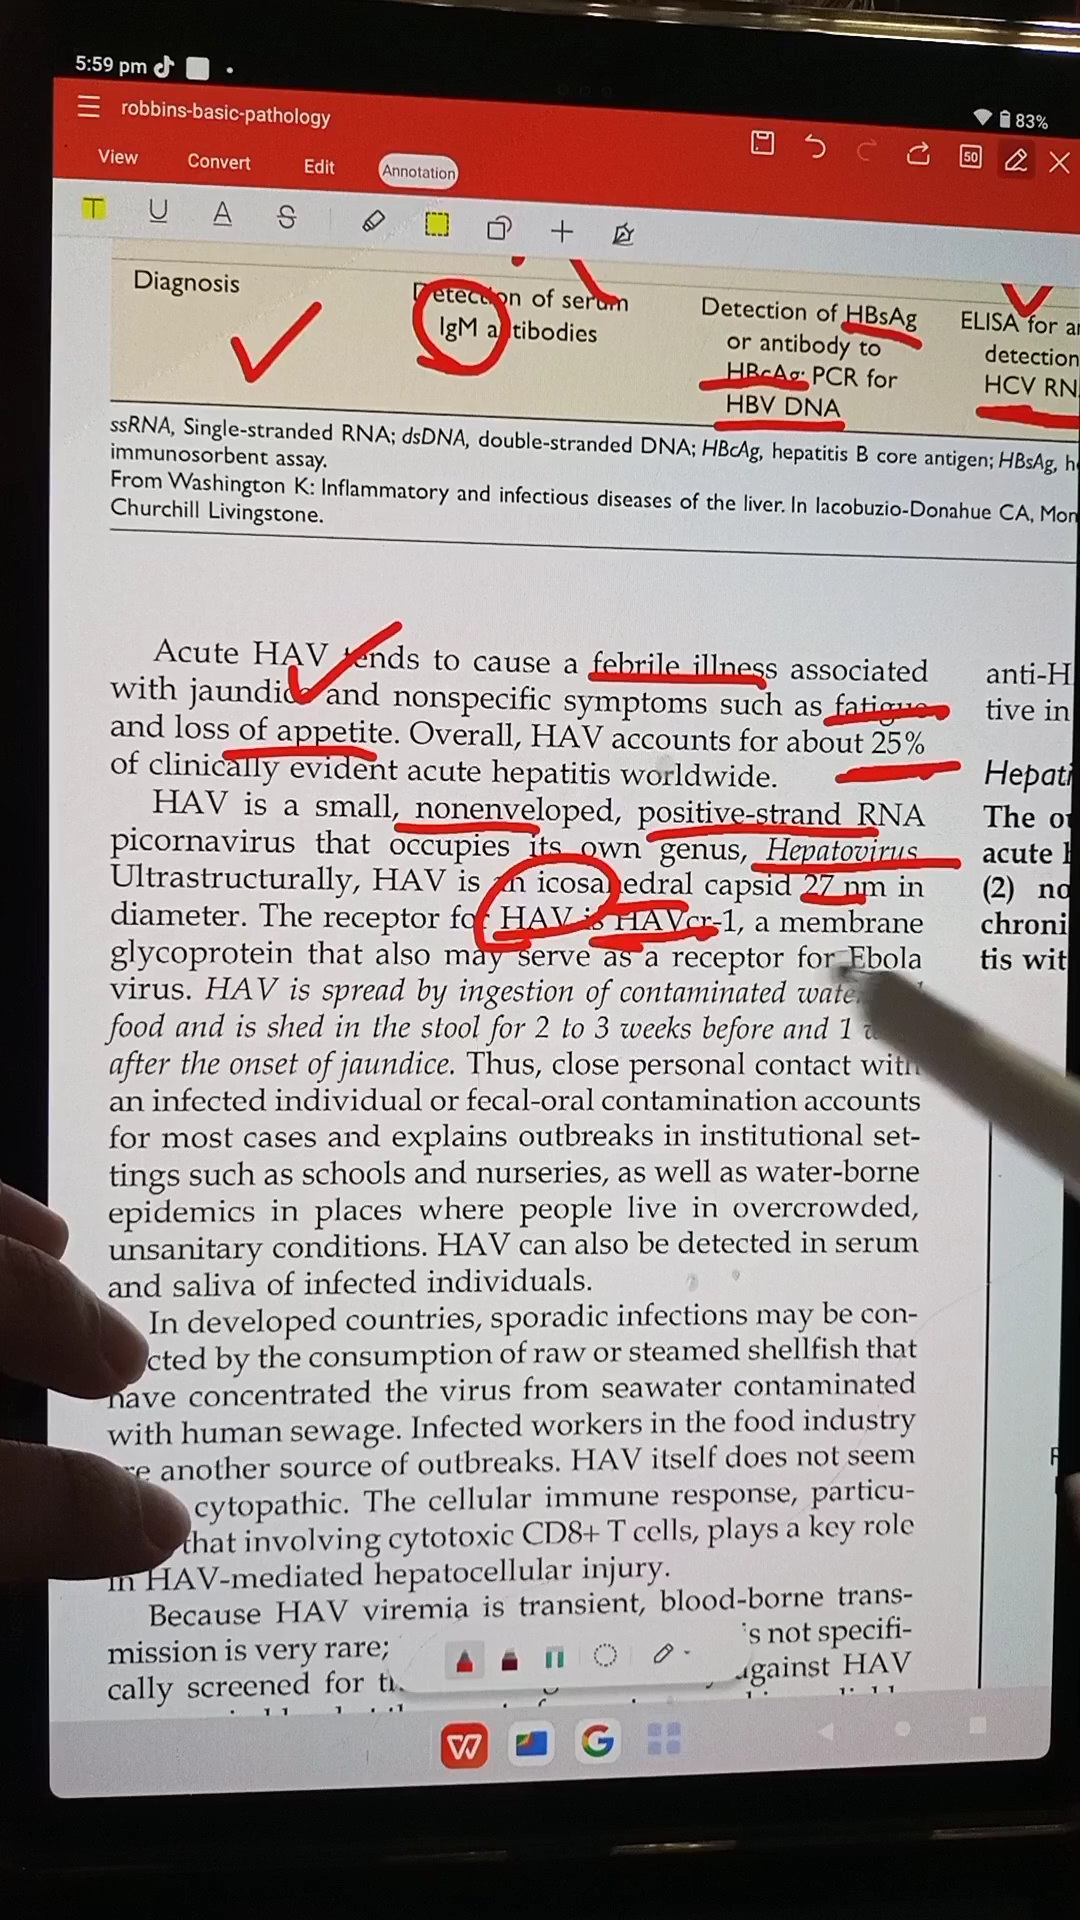 5:59 pm
83%
robbins-basic-pathology
50
View Convert Edit Annotation
T U A S
Diagnosis
Detection of serum
IgM antibodies
Detection of HBsAg
or antibody to
HBcAg; PCR for
HBV DNA
ELISA for
detection
HCV RN
ssRNA, Single-stranded RNA; dsDNA, double-stranded DNA; HBcAg, hepatitis B core antigen; HBsAg,
immunosorbent assay.
From Washington K: Inflammatory and infectious diseases of the liver. In Iacobuzio-Donahue CA, Mon
Churchill Livingstone.
Acute HAV tends to cause a febrile illness associated
with jaundice and nonspecific symptoms such as fatigue
and loss of appetite. Overall, HAV accounts for about 25%
of clinically evident acute hepatitis worldwide.
HAV is a small, nonenveloped, positive-strand RNA
picornavirus that occupies its own genus, Hepatovirus
Ultrastructurally, HAV is an icosahedral capsid 27 nm in
diameter. The receptor for HAV is HAVcr-1, a membrane
glycoprotein that also may serve as a receptor for Ebola
virus. HAV is spread by ingestion of contaminated water
food and is shed in the stool for 2 to 3 weeks before and 1
after the onset of jaundice. Thus, close personal contact with
an infected individual or fecal-oral contamination accounts
for most cases and explains outbreaks in institutional set-
tings such as schools and nurseries, as well as water-borne
epidemics in places where people live in overcrowded,
unsanitary conditions. HAV can also be detected in serum
and saliva of infected individuals.
In developed countries, sporadic infections may be con-
cted by the consumption of raw or steamed shellfish that
have concentrated the virus from seawater contaminated
with human sewage. Infected workers in the food industry
re another source of outbreaks. HAV itself does not seem
cytopathic. The cellular immune response, particu-
that involving cytotoxic CD8+ T cells, plays a key role
in HAV-mediated hepatocellular injury.
Because HAV viremia is transient, blood-borne trans-
mission is very rare; s not specifi-
cally screened for against HAV
anti-H
tive in
Hepati
The
acute
(2) no
chroni
tis wit